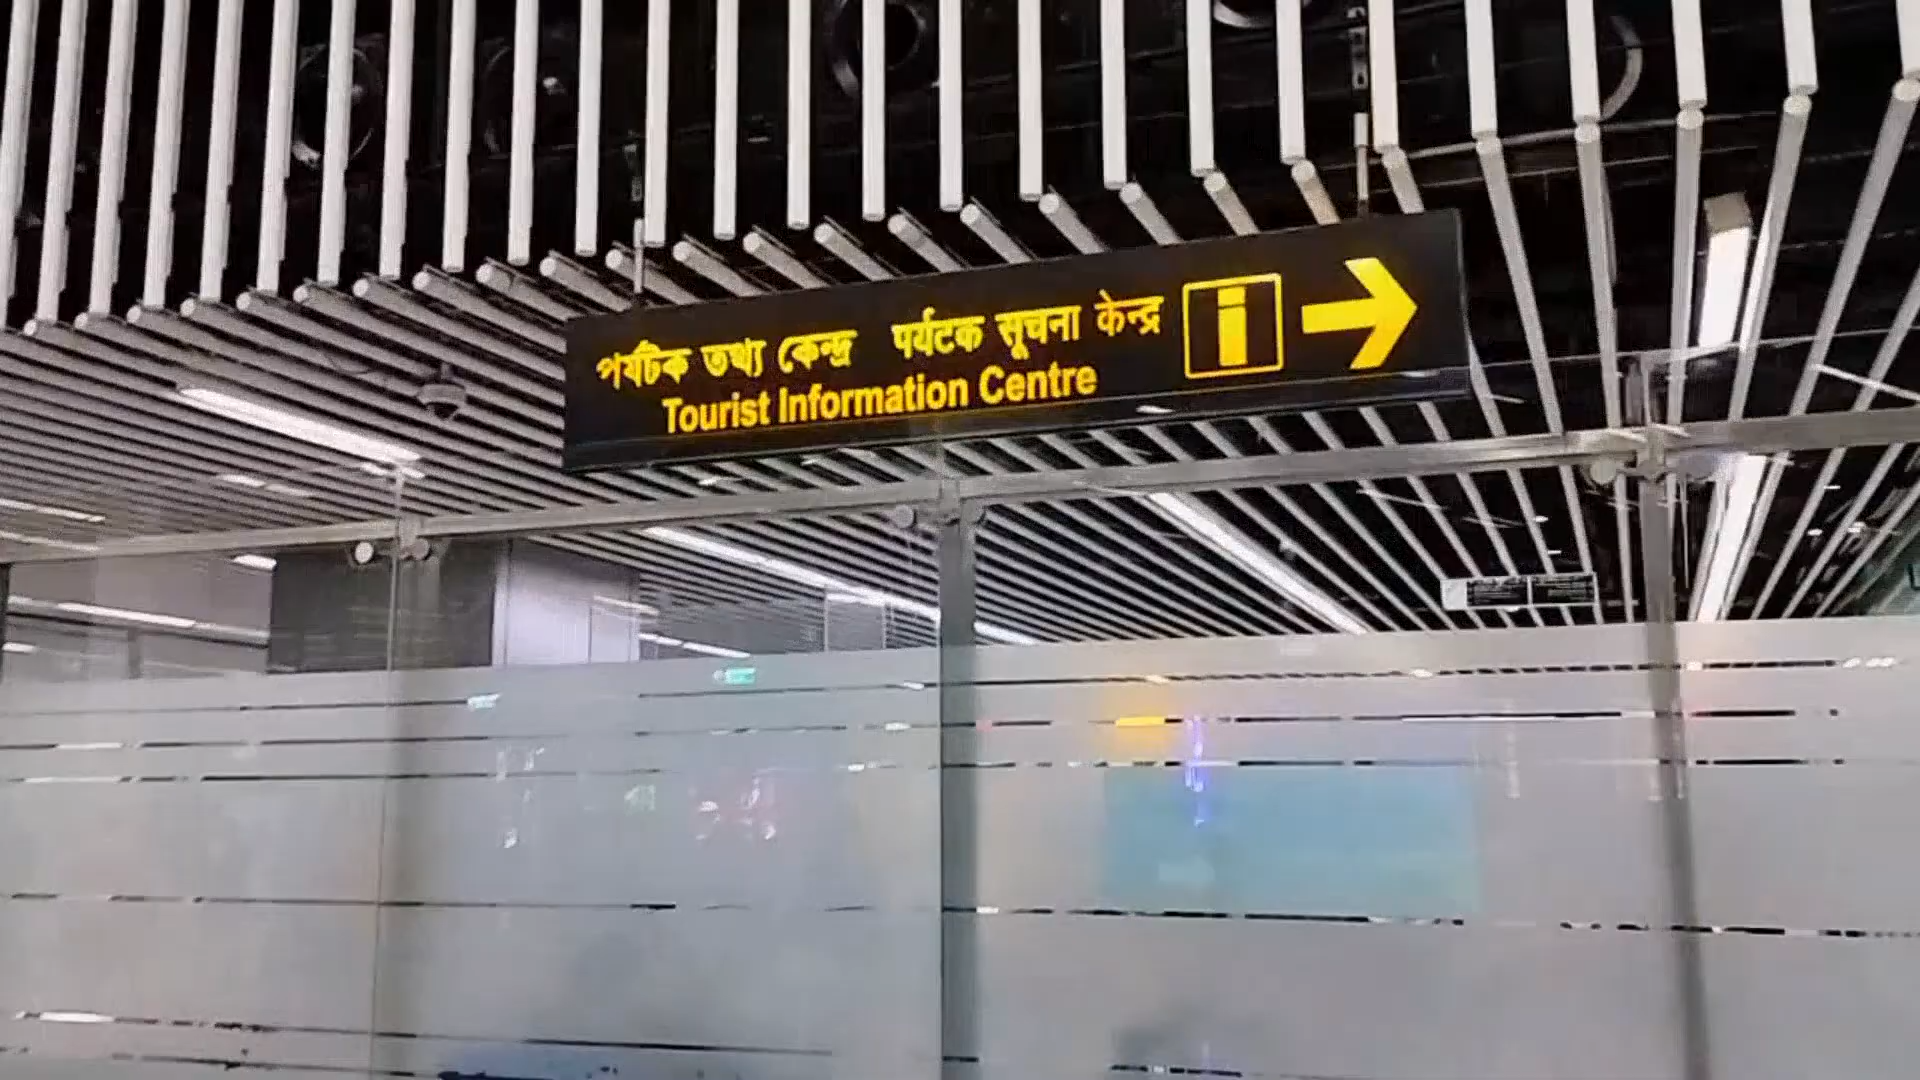 পর্যটক তথ্য কেন্দ্র पर्यटक सूचना केन्द्र i
Tourist Information Centre